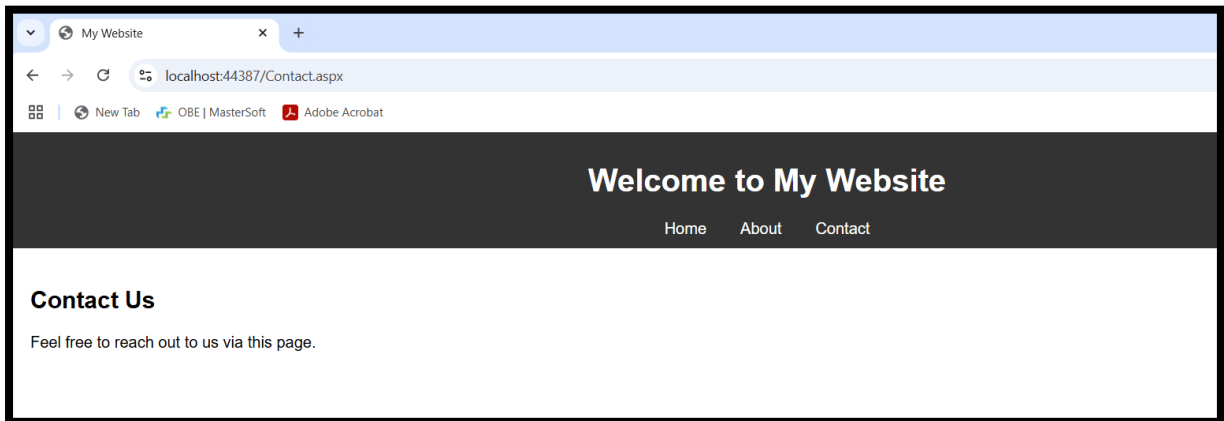 My Website
localhost:44387/Contact.aspx
New Tab OBE | MasterSoft Adobe Acrobat
Welcome to My Website
Home About Contact
Contact Us
Feel free to reach out to us via this page.